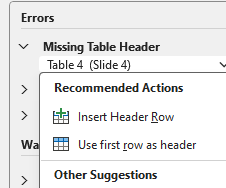 Errors
Missing Table Header
Table 4 (Slide 4)
Recommended Actions
Insert Header Row
Use first row as header
Wa
Other Suggestions